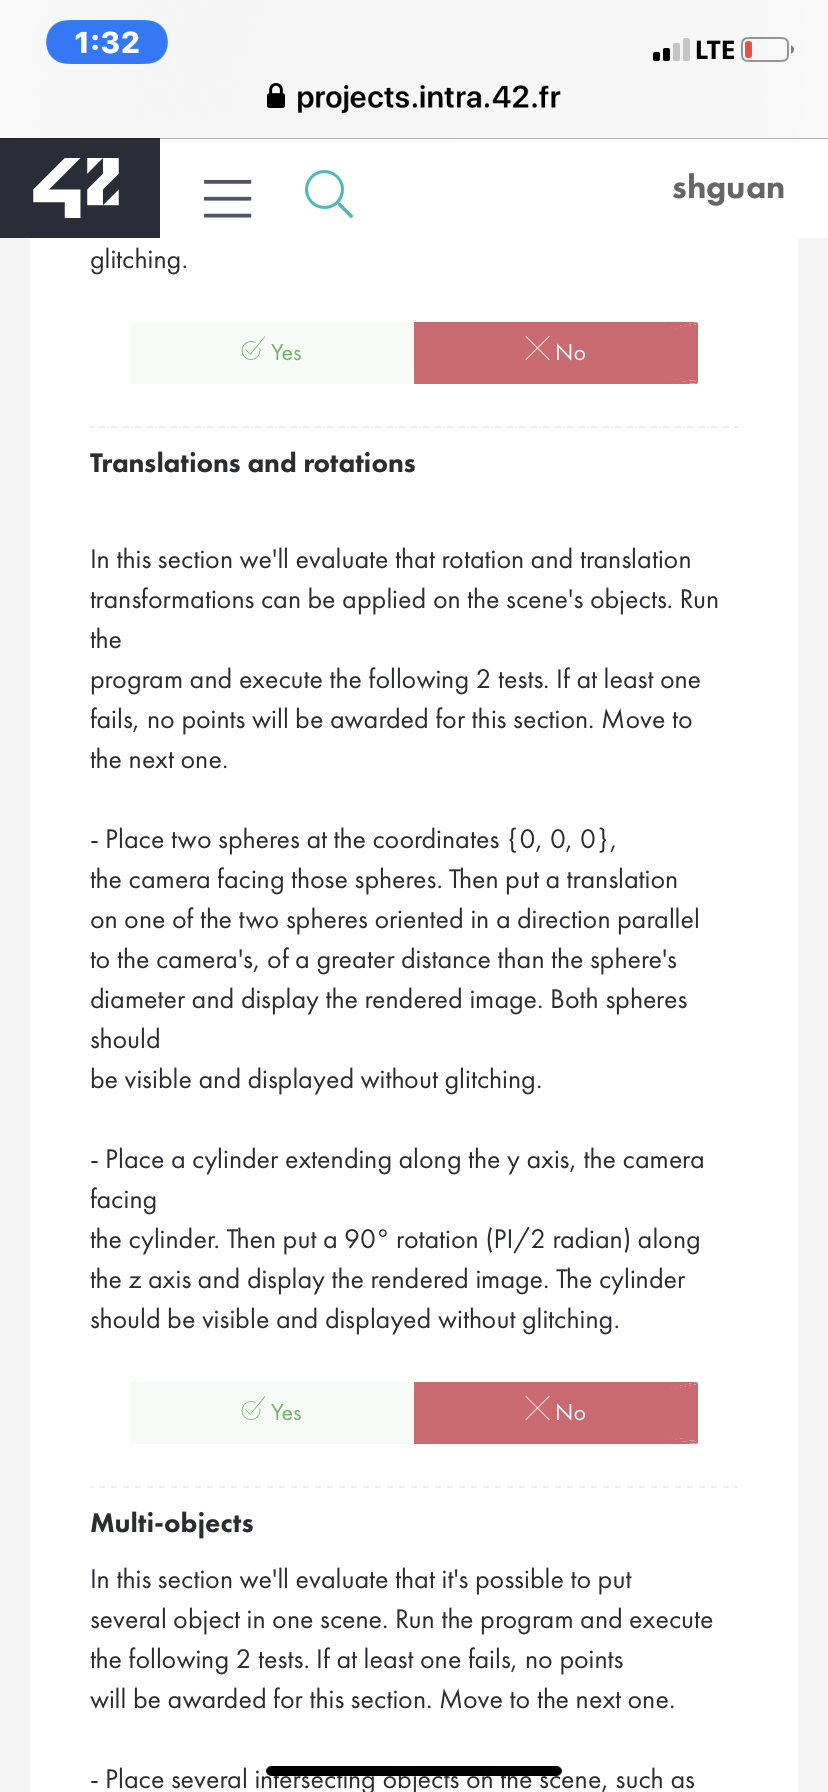 1:32
LTE
projects.intra.42.fr
42
shguan
glitching.
Yes
No
Translations and rotations
In this section we'll evaluate that rotation and translation
transformations can be applied on the scene's objects. Run
the
program and execute the following 2 tests. If at least one
fails, no points will be awarded for this section. Move to
the next one.
- Place two spheres at the coordinates {0, 0, 0},
the camera facing those spheres. Then put a translation
on one of the two spheres oriented in a direction parallel
to the camera's, of a greater distance than the sphere's
diameter and display the rendered image. Both spheres
should
be visible and displayed without glitching.
- Place a cylinder extending along the y axis, the camera
facing
the cylinder. Then put a 90° rotation (PI/2 radian) along
the z axis and display the rendered image. The cylinder
should be visible and displayed without glitching.
Yes
No
Multi-objects
In this section we'll evaluate that it's possible to put
several object in one scene. Run the program and execute
the following 2 tests. If at least one fails, no points
will be awarded for this section. Move to the next one.
- Place several intersecting objects on the scene, such as